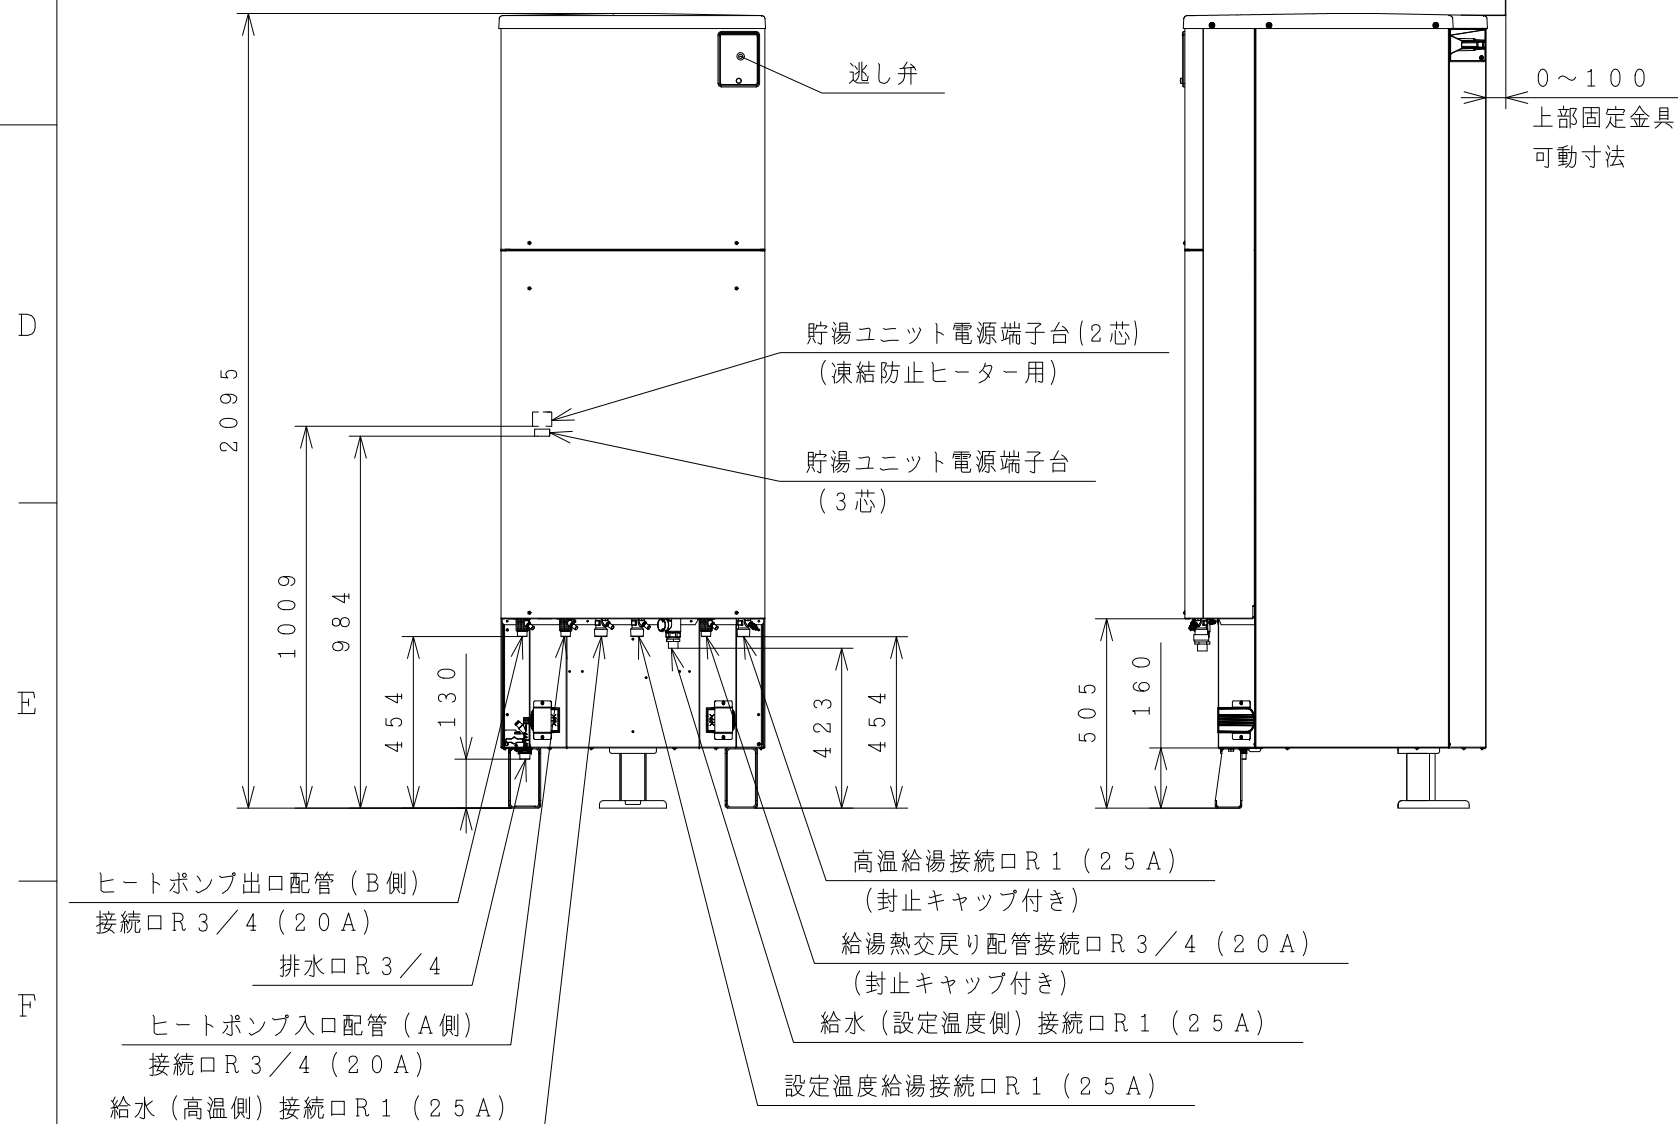 逃し弁
０～１００
上部固定金具
可動寸法
D
貯湯ユニット電源端子台(２芯)
(凍結防止ヒーター用)
２０９５
貯湯ユニット電源端子台
(３芯)
１００９
９８４
E
４５４
１３０
４２３
４５４
５０５
１６０
高温給湯接続口Ｒ１（２５Ａ）
(封止キャップ付き)
ヒートポンプ出口配管（Ｂ側）
接続口Ｒ３／４（２０Ａ）
給湯熱交戻り配管接続口Ｒ３／４（２０Ａ）
(封止キャップ付き)
排水口Ｒ３／４
F
給水（設定温度側）接続口Ｒ１（２５Ａ）
ヒートポンプ入口配管（Ａ側）
接続口Ｒ３／４（２０Ａ）
設定温度給湯接続口Ｒ１（２５Ａ）
給水（高温側）接続口Ｒ１（２５Ａ）